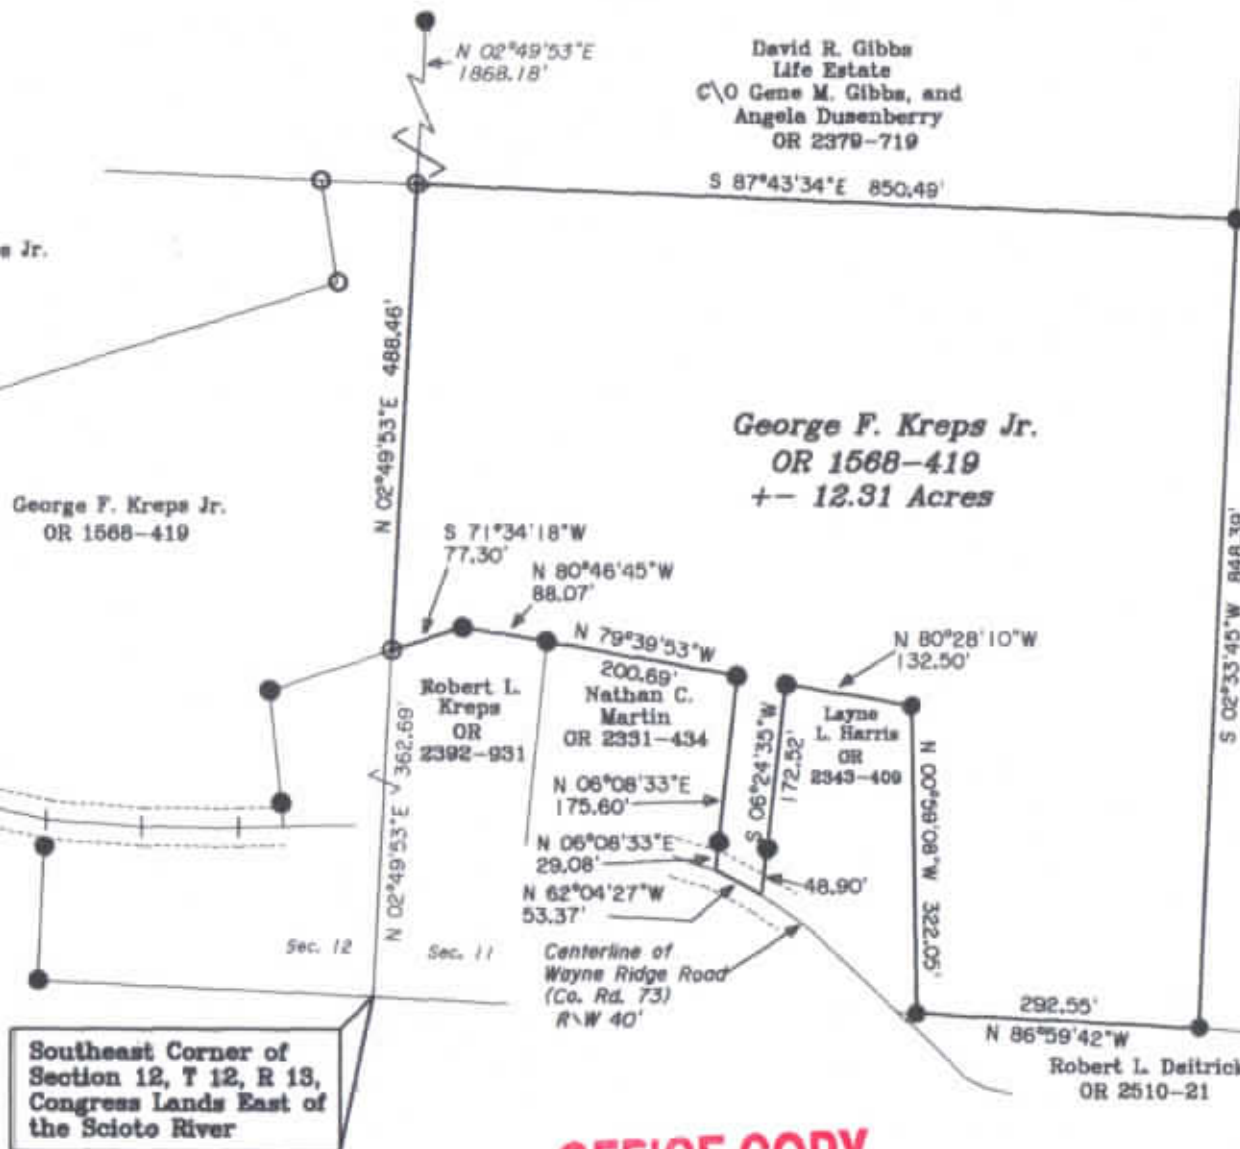 N 02°49'53"E
1868.18'
David R. Gibbs
Life Estate
C\O Gene M. Gibbs, and
Angela Dusenberry
OR 2379-719
S 87°43'34"E 850.49'
Jr.
N 02°49'53"E 488.46'
George F. Kreps Jr.
OR 1568-419
+- 12.31 Acres
George F. Kreps Jr.
OR 1568-419
S 71°34'18"W
77.30'
N 80°46'45"W
88.07'
N 79°39'53"W
200.69'
N 80°28'10"W
132.50'
S 02°33'45"W 848.39'
Robert L.
Kreps
OR
2392-931
Nathan C.
Martin
OR 2331-434
Layne
L. Harris
OR
2343-409
S 06°24'35"W
172.52'
N 06°08'33"E
175.60'
N 00°59'08"W 322.05'
N 02°49'53"E 362.69'
N 06°08'33"E
29.08'
48.90'
N 62°04'27"W
53.37'
Sec. 12
Sec. 11
Centerline of
Wayne Ridge Road
(Co. Rd. 73)
R\W 40'
292.55'
N 86°59'42"W
Robert L. Deitrick
OR 2510-21
Southeast Corner of
Section 12, T 12, R 13,
Congress Lands East of
the Scioto River
OFFICE COPY